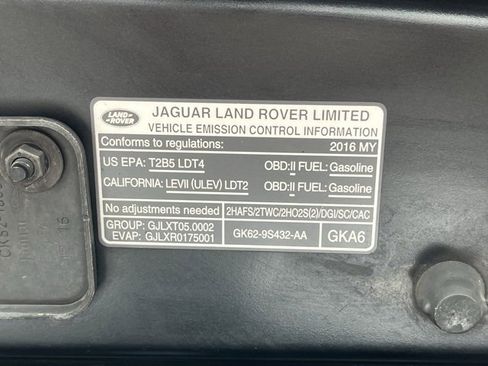 LAND
ROVER
JAGUAR LAND ROVER LIMITED
VEHICLE EMISSION CONTROL INFORMATION
Conforms to regulations: 2016 MY
US EPA: T2B5 LDT4 OBD:II FUEL: Gasoline
CALIFORNIA: LEVII (ULEV) LDT2 OBD:II FUEL: Gasoline
No adjustments needed 2HAFS/2TWC/2HO2S(2)/DGI/SC/CAC
GROUP: GJLXT05.0002
EVAP: GJLXR0175001
GK62-9S432-AA
GKA6